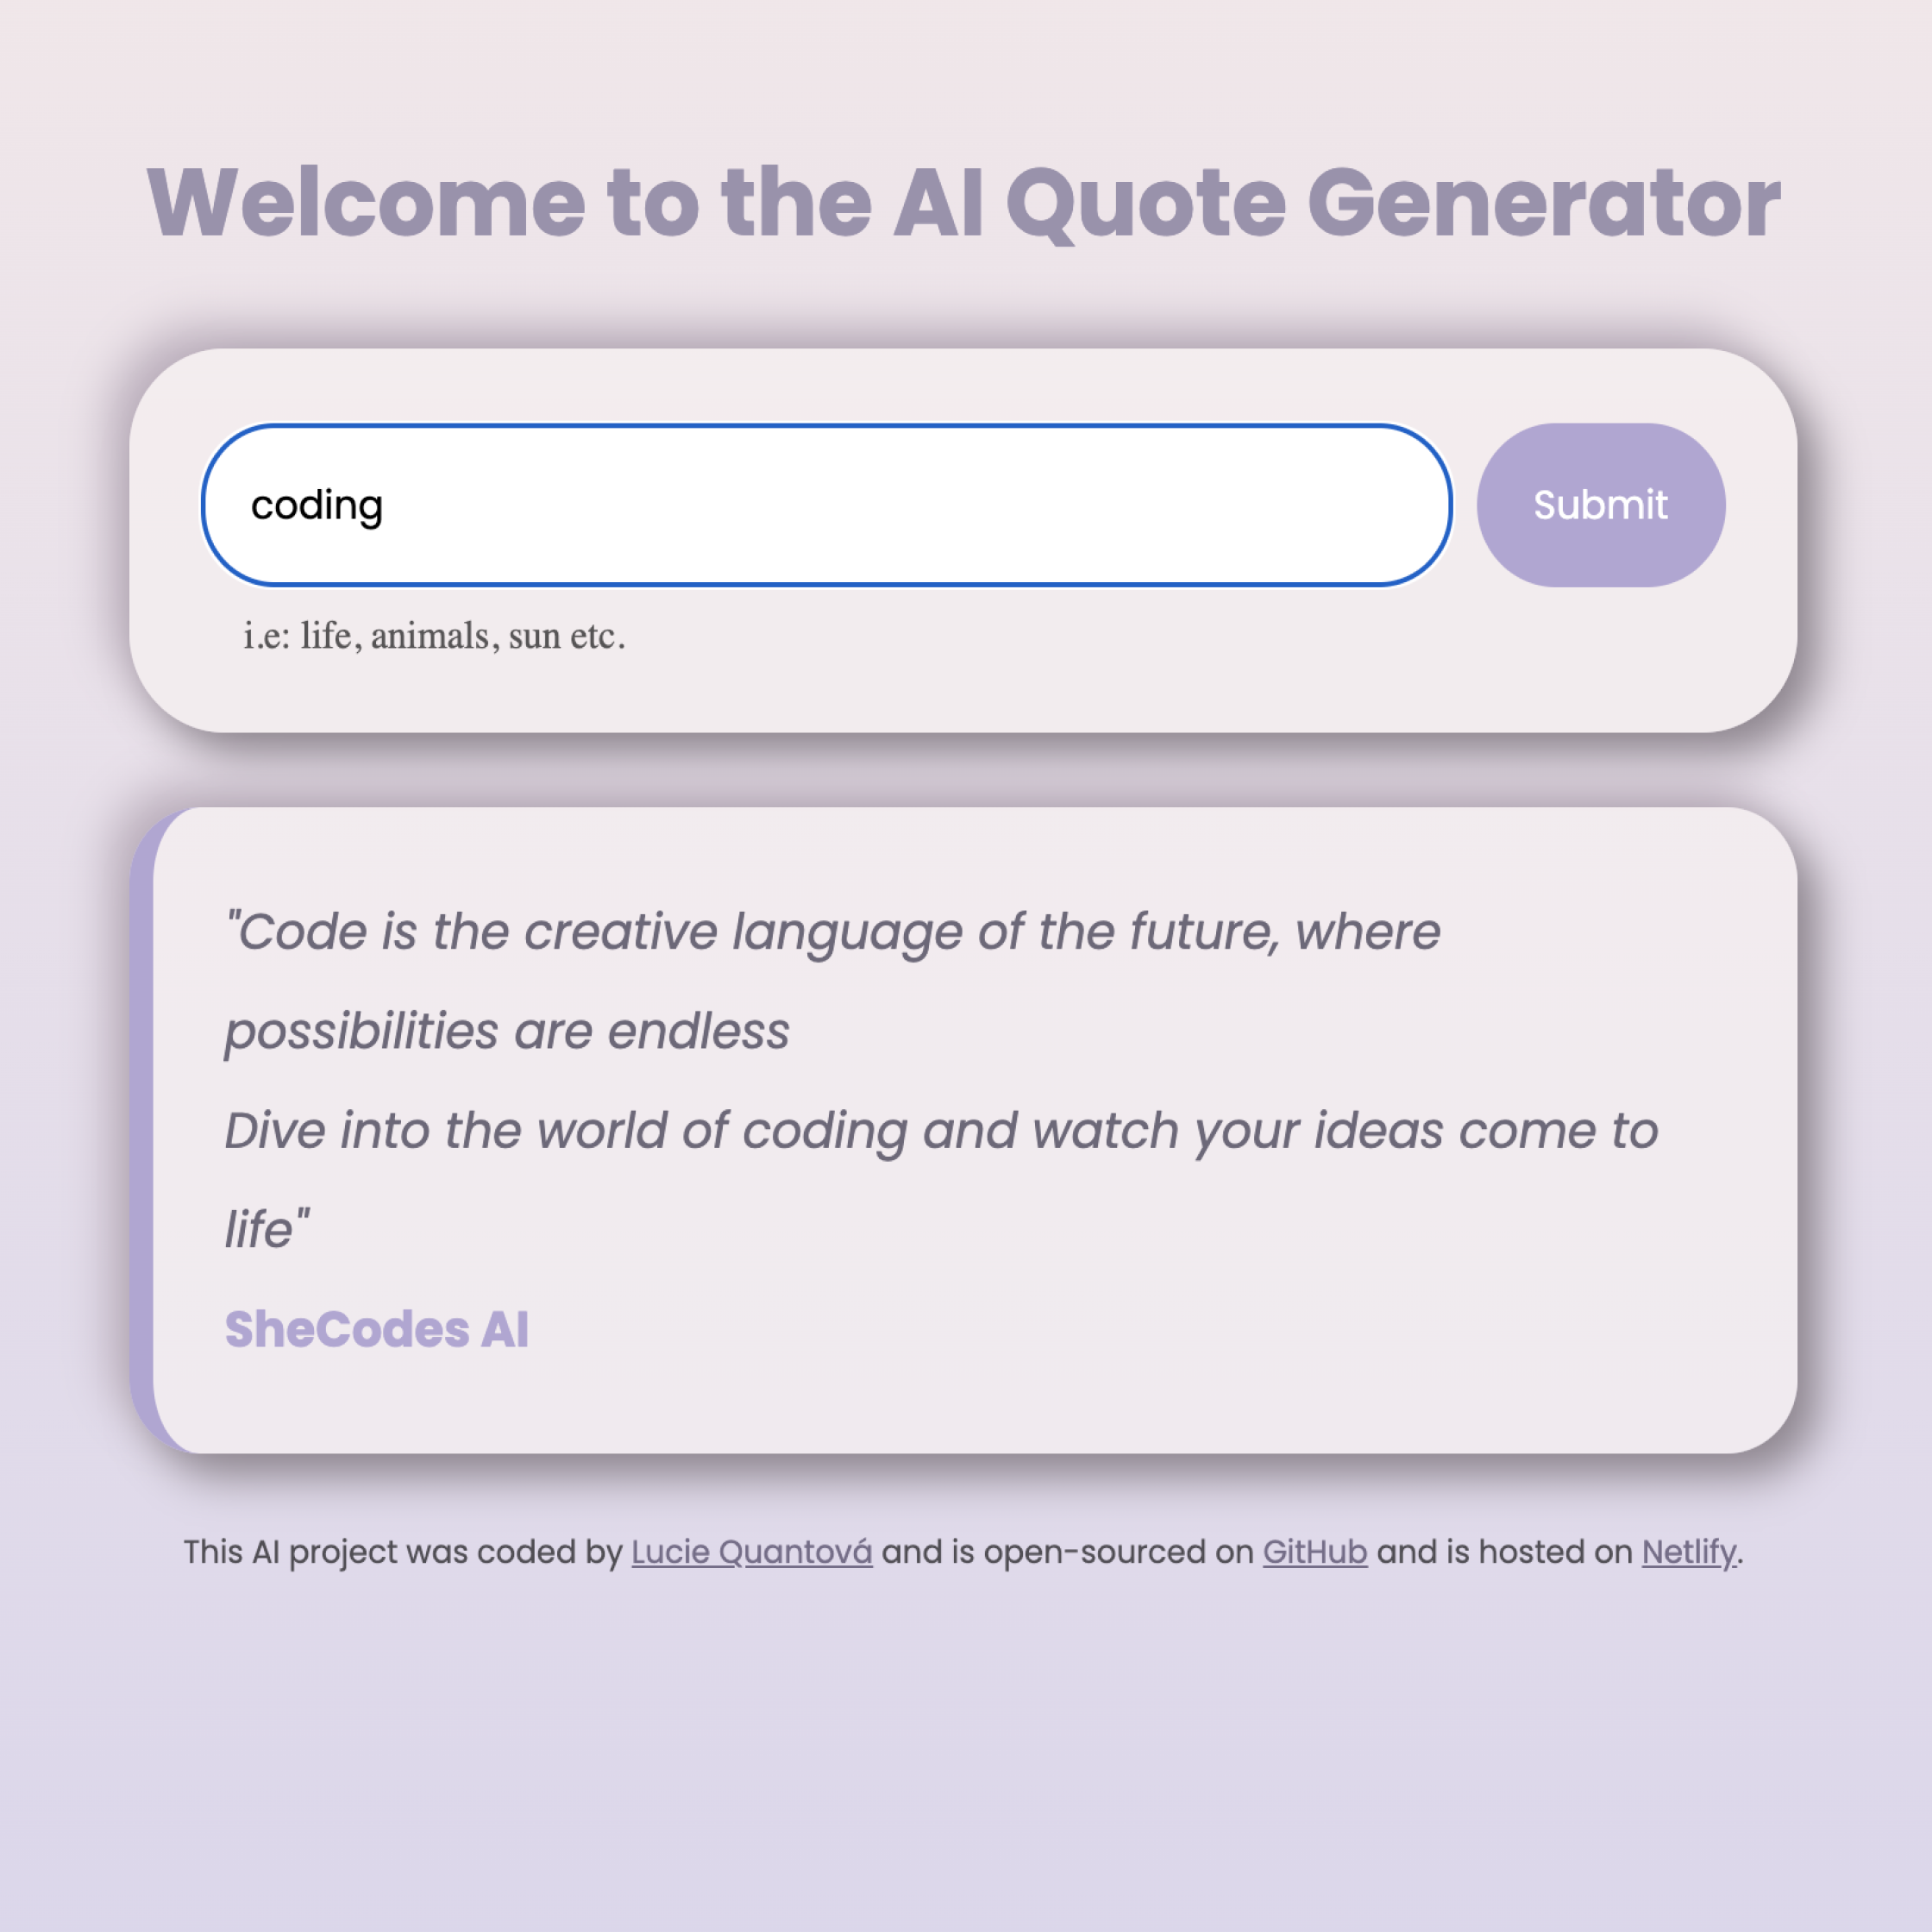 Welcome to the AI Quote Generator
coding
Submit
i.e: life, animals, sun etc.
"Code is the creative language of the future, where
possibilities are endless
Dive into the world of coding and watch your ideas come to
life"
SheCodes AI
This AI project was coded by Lucie Quantová and is open-sourced on GitHub and is hosted on Netlify.